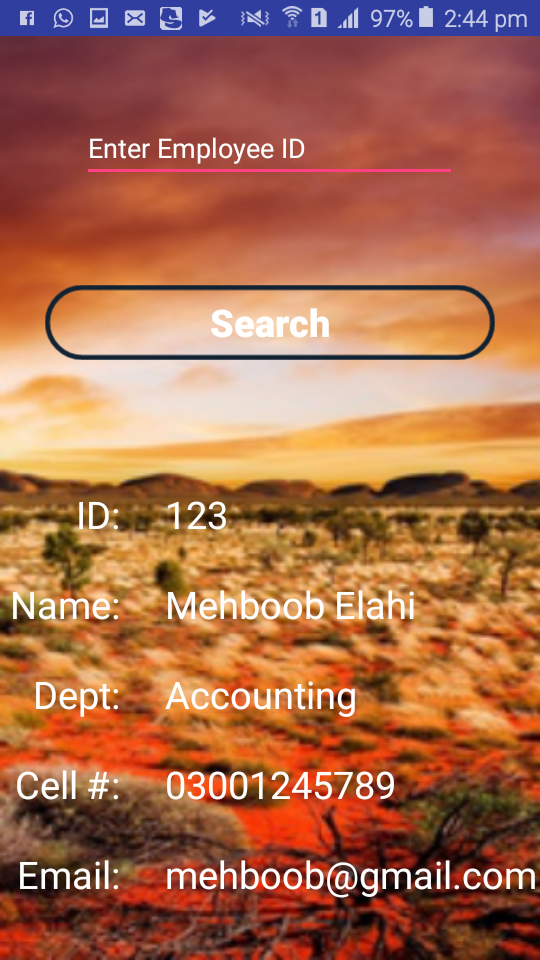 97% 2:44 pm
Enter Employee ID
Search
ID: 123
Name: Mehboob Elahi
Dept: Accounting
Cell #: 03001245789
Email: mehboob@gmail.com